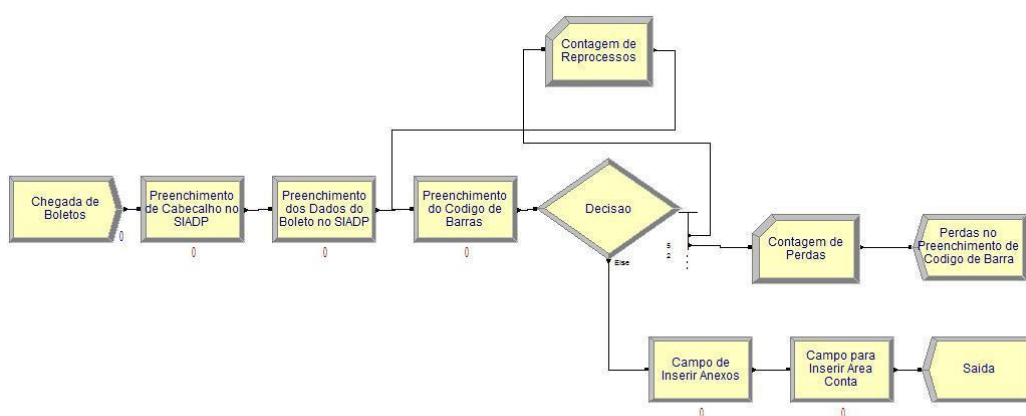 Contagem de
Reprocessos
Chegada de
Boletos
0
Preenchimento
de Cabecalho no
SIADP
0
Preenchimento
dos Dados do
Boleto no SIADP
0
Preenchimento
do Codigo de
Barras
0
Decisao
Else
5
2
Contagem de
Perdas
Perdas no
Preenchimento de
Codigo de Barra
Campo de
Inserir Anexos
0
Campo para
Inserir Area
Conta
0
Saida